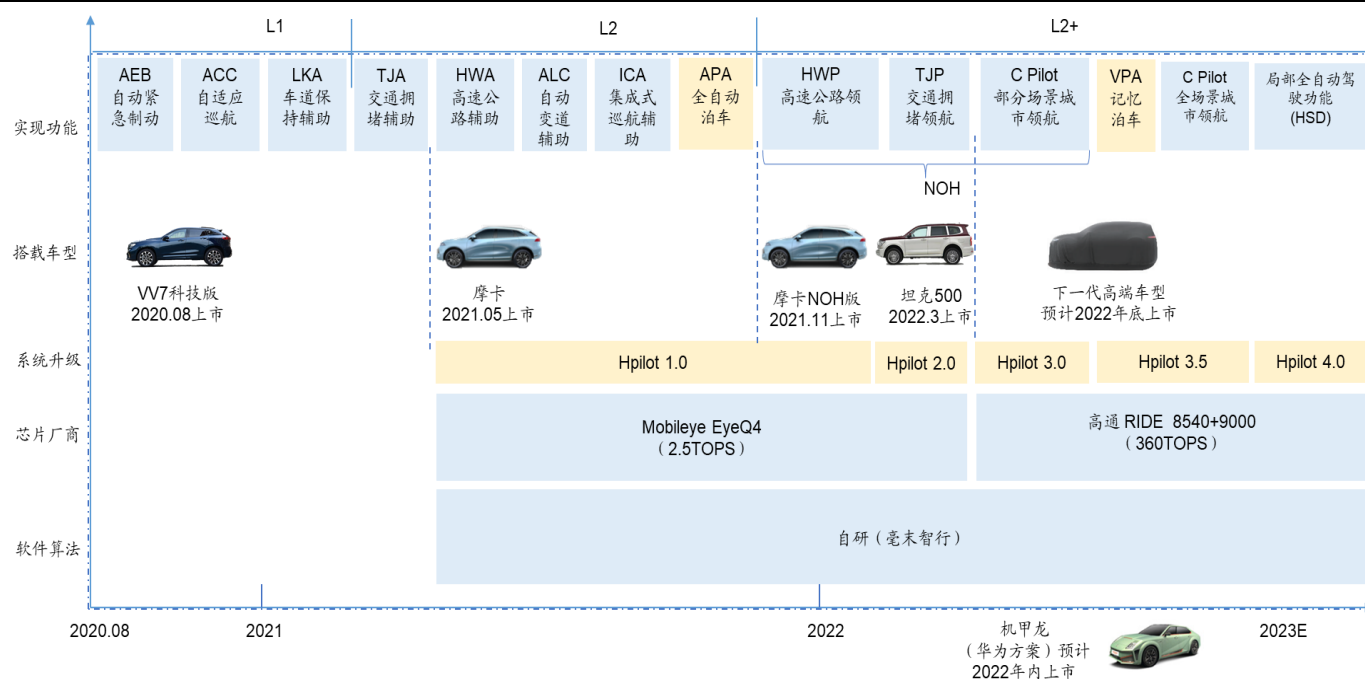 L1
L2
L2+
实现功能
AEB
自动紧
急制动
ACC
自适应
巡航
LKA
车道保
持辅助
TJA
交通拥
堵辅助
HWA
高速公
路辅助
ALC
自动
变道
辅助
ICA
集成式
巡航辅
助
APA
全自动
泊车
HWP
高速公路领
航
TJP
交通拥
堵领航
C Pilot
部分场景城
市领航
VPA
记忆
泊车
C Pilot
全场景城
市领航
局部全自动驾
驶功能
(HSD)
NOH
搭载车型
VV7科技版
2020.08上市
摩卡
2021.05上市
摩卡NOH版
2021.11上市
坦克500
2022.3上市
下一代高端车型
预计2022年底上市
系统升级
Hpilot 1.0
Hpilot 2.0
Hpilot 3.0
Hpilot 3.5
Hpilot 4.0
芯片厂商
Mobileye EyeQ4
（2.5TOPS）
高通 RIDE 8540+9000
（360TOPS）
软件算法
自研（毫末智行）
2020.08
2021
2022
2023E
机甲龙
（华为方案）预计
2022年内上市